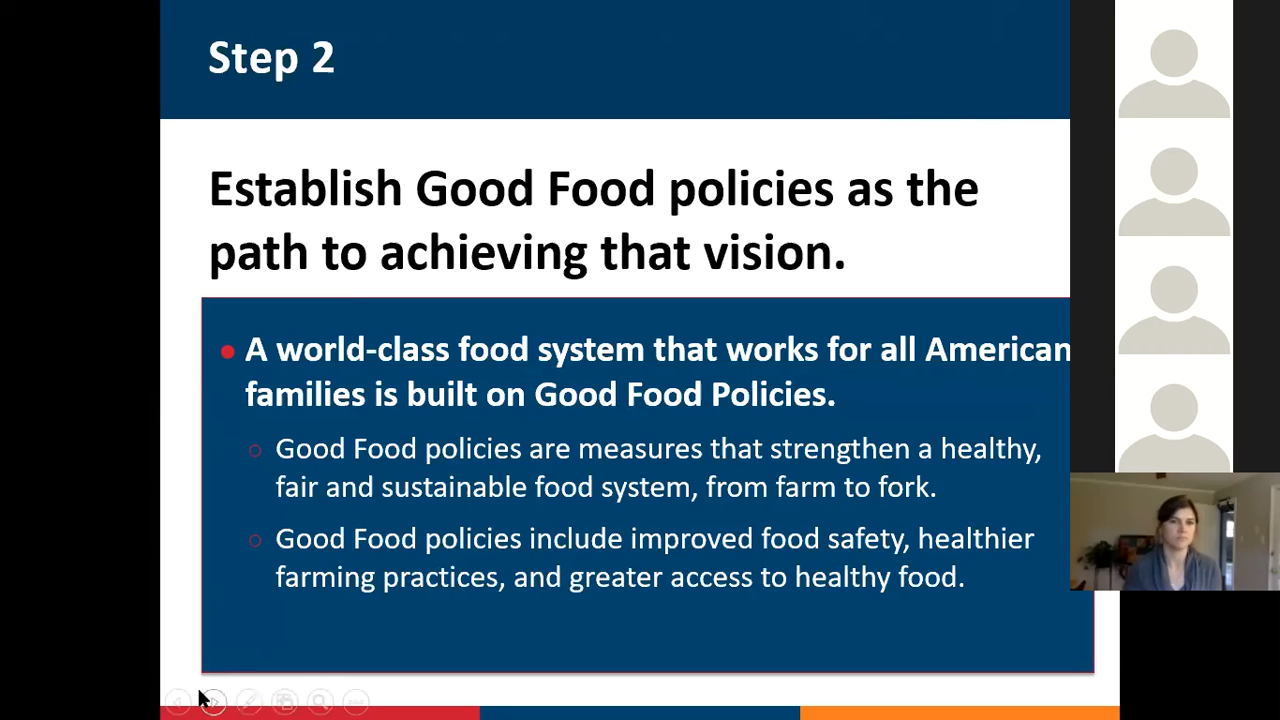 Step 2
Establish Good Food policies as the
path to achieving that vision.
A world-class food system that works for all American
families is built on Good Food Policies.
Good Food policies are measures that strengthen a healthy,
fair and sustainable food system, from farm to fork.
Good Food policies include improved food safety, healthier
farming practices, and greater access to healthy food.